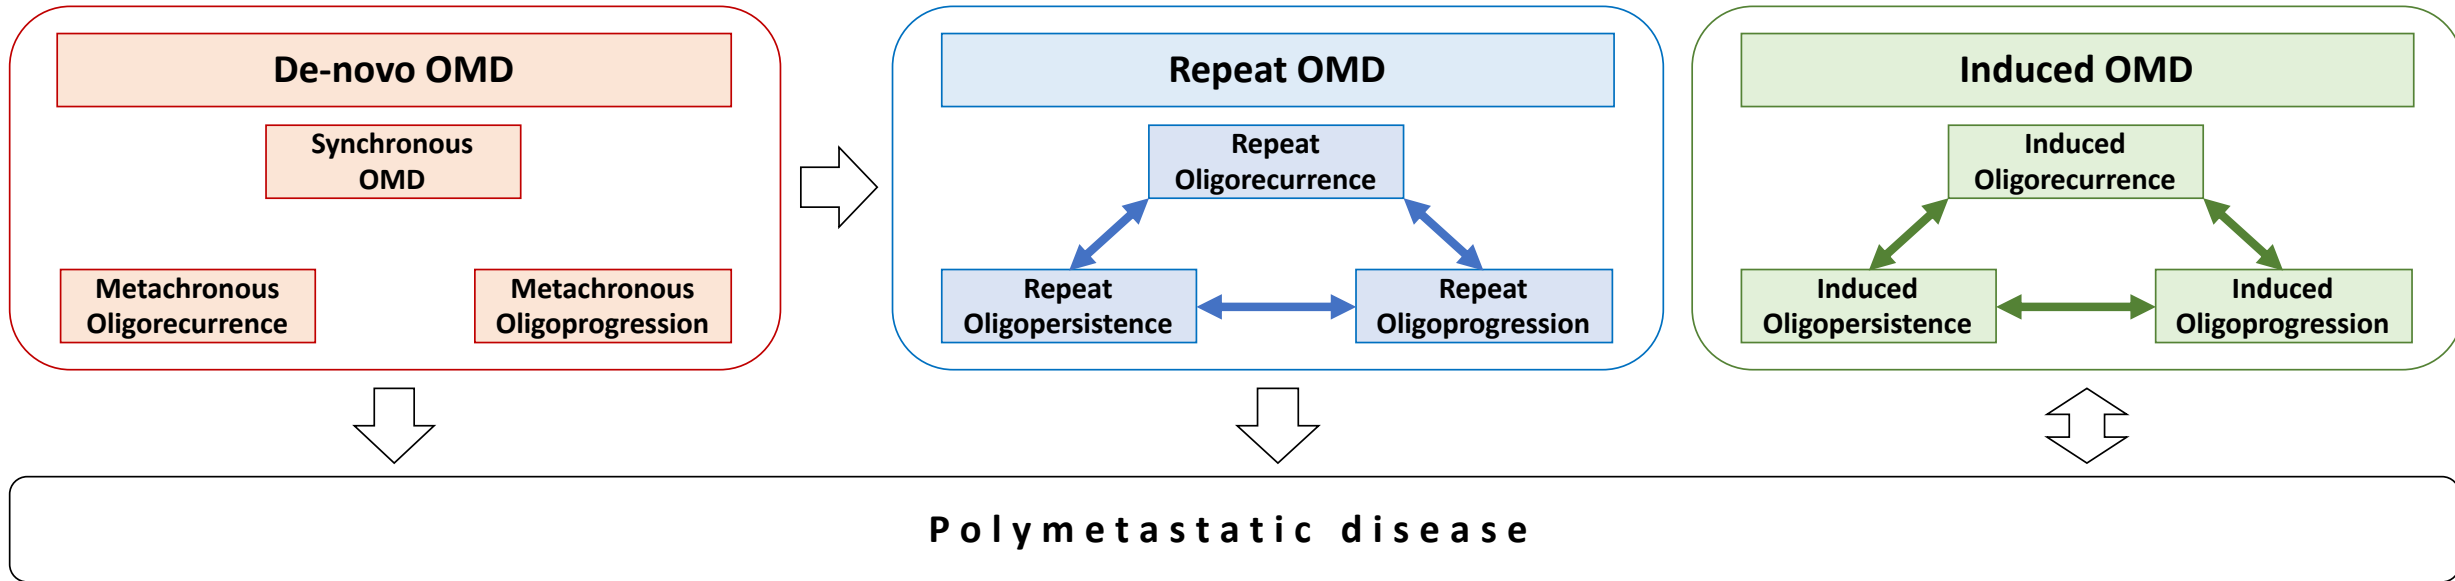 De-novo OMD
Synchronous
OMD
Metachronous
Oligorecurrence
Metachronous
Oligoprogression
Repeat OMD
Repeat
Oligorecurrence
Repeat
Oligopersistence
Repeat
Oligoprogression
Induced OMD
Induced
Oligorecurrence
Induced
Oligopersistence
Induced
Oligoprogression
Polymetastatic disease